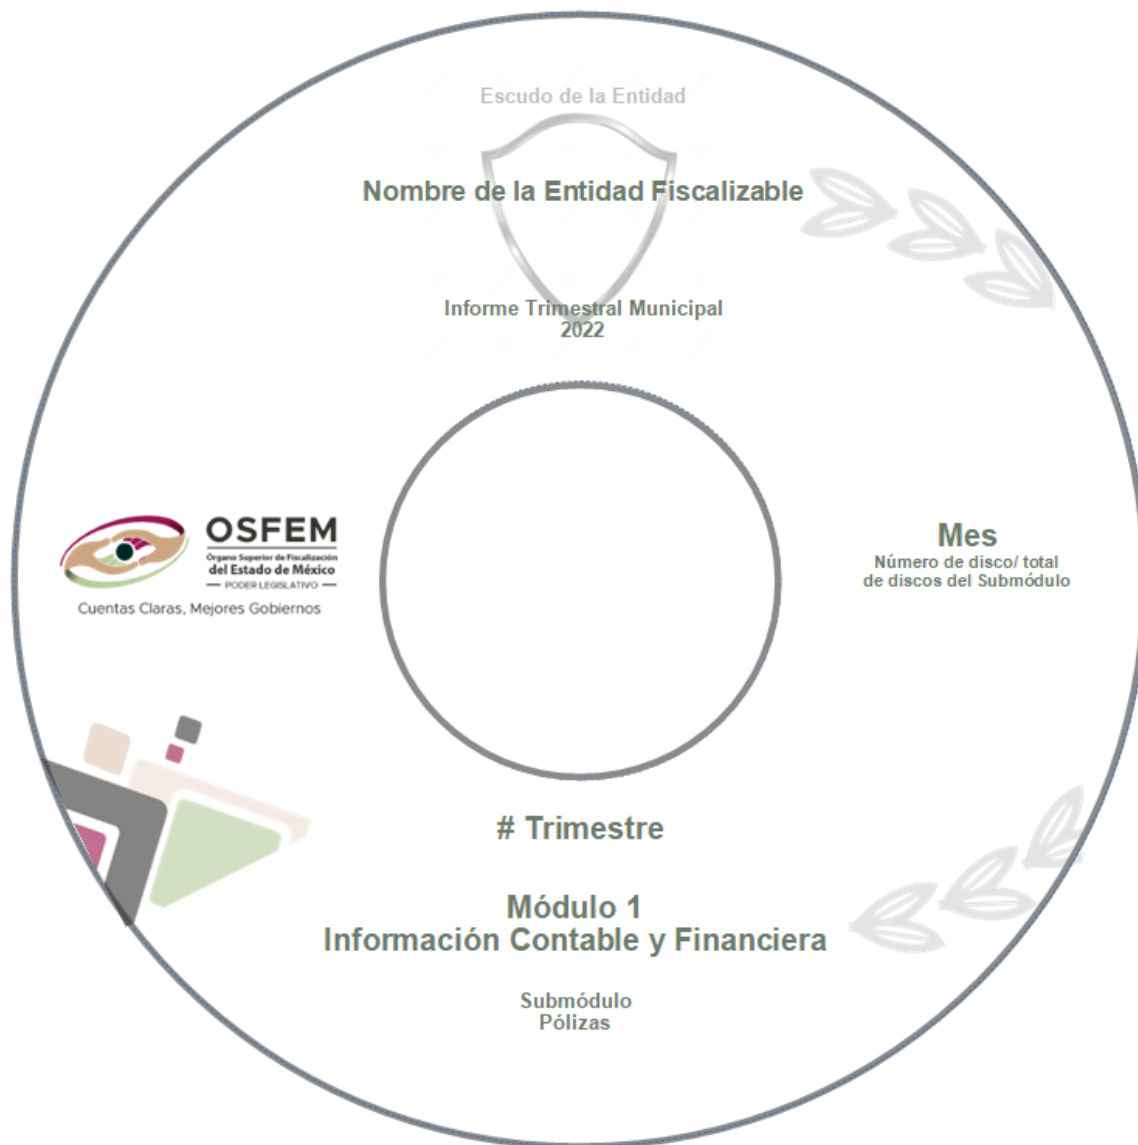 Escudo de la Entidad
Nombre de la Entidad Fiscalizable
Informe Trimestral Municipal
2022
OSFEM
Órgano Superior de Fiscalización
del Estado de México
PODER LEGISLATIVO
Cuentas Claras, Mejores Gobiernos
Mes
Número de disco/ total
de discos del Submódulo
# Trimestre
Módulo 1
Información Contable y Financiera
Submódulo
Pólizas